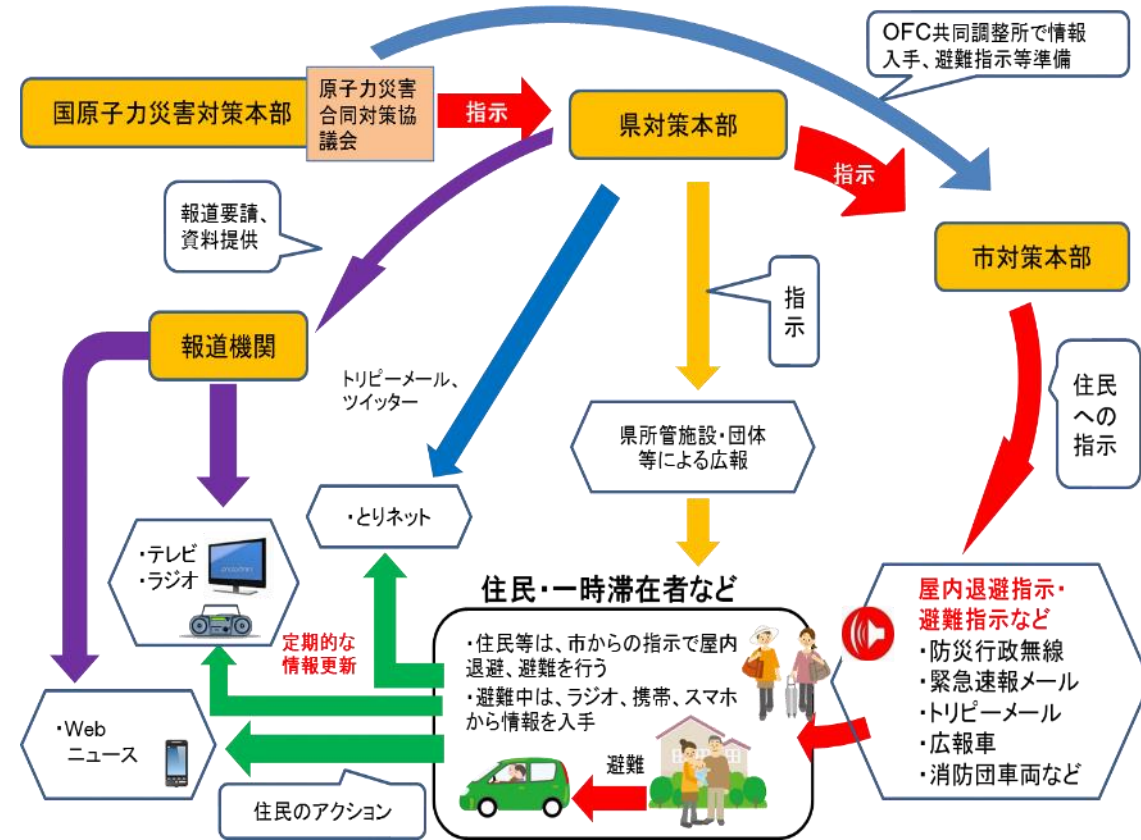 OFC共同調整所で情報
入手、避難指示等準備
国原子力災害対策本部
原子力災害
合同対策協
議会
指示
県対策本部
指示
報道要請、
資料提供
市対策本部
指
示
報道機関
トリピーメール、
ツイッター
住民
への
指示
県所管施設・団体
等による広報
・とりネット
・テレビ
・ラジオ
住民・一時滞在者など
屋内退避指示・
避難指示など
・防災行政無線
・緊急速報メール
・トリピーメール
・広報車
・消防団車両など
定期的な
情報更新
・住民等は、市からの指示で屋内
退避、避難を行う
・避難中は、ラジオ、携帯、スマホ
から情報を入手
・Web
ニュース
避難
住民のアクション